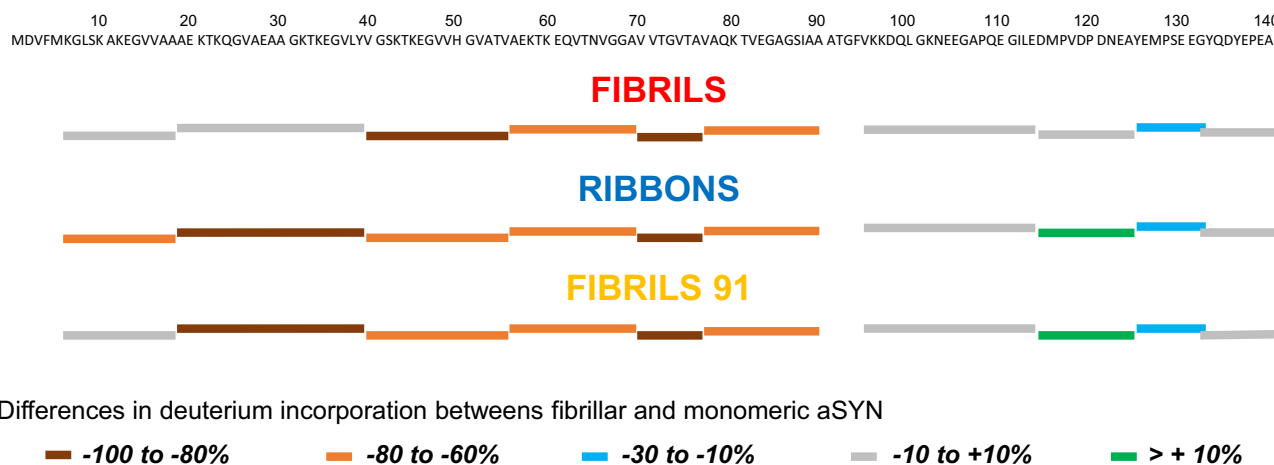 10 20 30 40 50 60 70 80 90 100 110 120 130 140
MDVFMKGLSK AKEGVVAAAE KTKQGVAEAA GKTKEGVLYV GSKTKEGVVH GVATVAEKTK EQVTNVGGAV VTGVTAVAQK TVEGAGSIAA ATGFVKKDQL GKNEEGAPQE GILEDMPVDP DNEAYEMPSE EGYQDYEPEA
FIBRILS
RIBBONS
FIBRILS 91
Differences in deuterium incorporation betweens fibrillar and monomeric aSYN
-100 to -80% -80 to -60% -30 to -10% -10 to +10% > + 10%